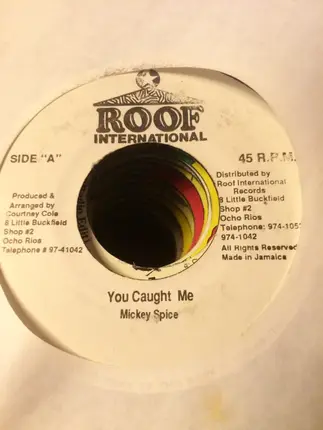 ROOF
INTERNATIONAL
SIDE "A"
45 R.P.M.
Produced &
Arranged by
Courtney Cole
8 Little Buckfield
Shop #2
Ocho Rios
Telephone # 97-41042
Distributed by
Roof International
Records
8 Little Buckfield
Shop #2
Ocho Rios
Telephone:
974-1042
All Rights Reserved
Made in Jamaica
You Caught Me
Mickey Spice